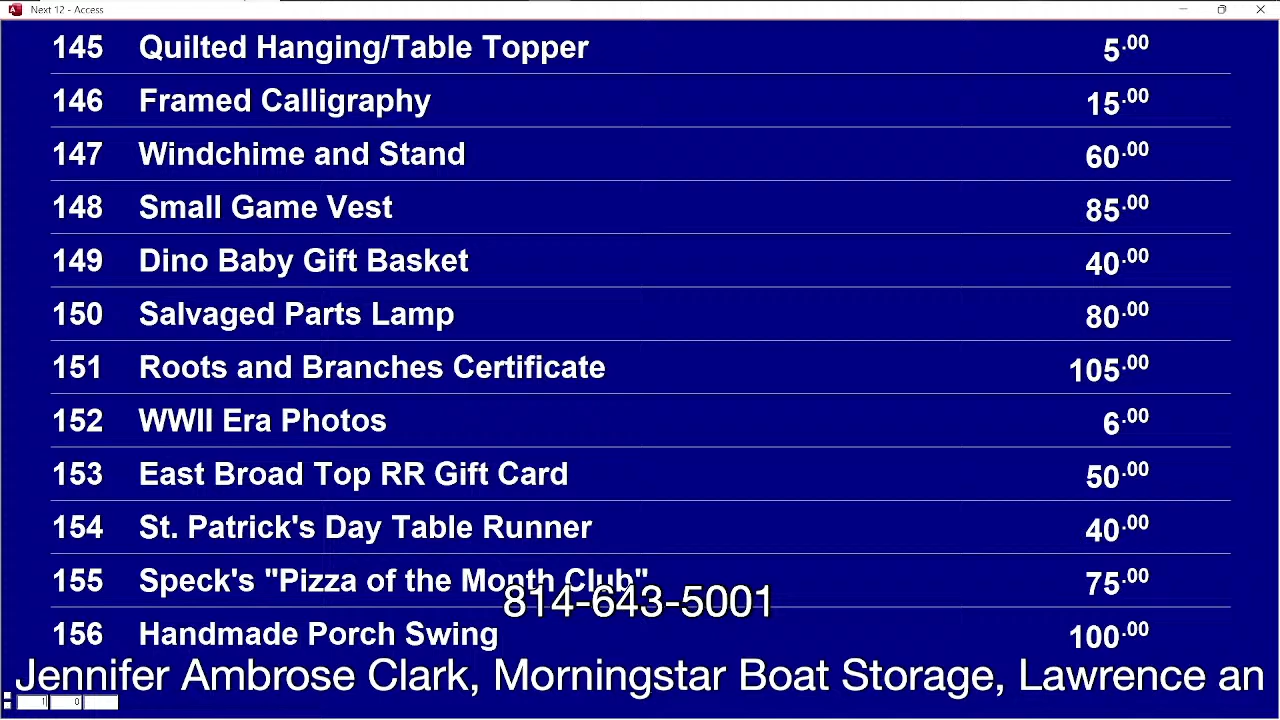 Next 12 - Access
145 Quilted Hanging/Table Topper 5.00
146 Framed Calligraphy 15.00
147 Windchime and Stand 60.00
148 Small Game Vest 85.00
149 Dino Baby Gift Basket 40.00
150 Salvaged Parts Lamp 80.00
151 Roots and Branches Certificate 105.00
152 WWII Era Photos 6.00
153 East Broad Top RR Gift Card 50.00
154 St. Patrick's Day Table Runner 40.00
155 Speck's "Pizza of the Month Club" 75.00
814-643-5001
156 Handmade Porch Swing 100.00
Jennifer Ambrose Clark, Morningstar Boat Storage, Lawrence an
1 0